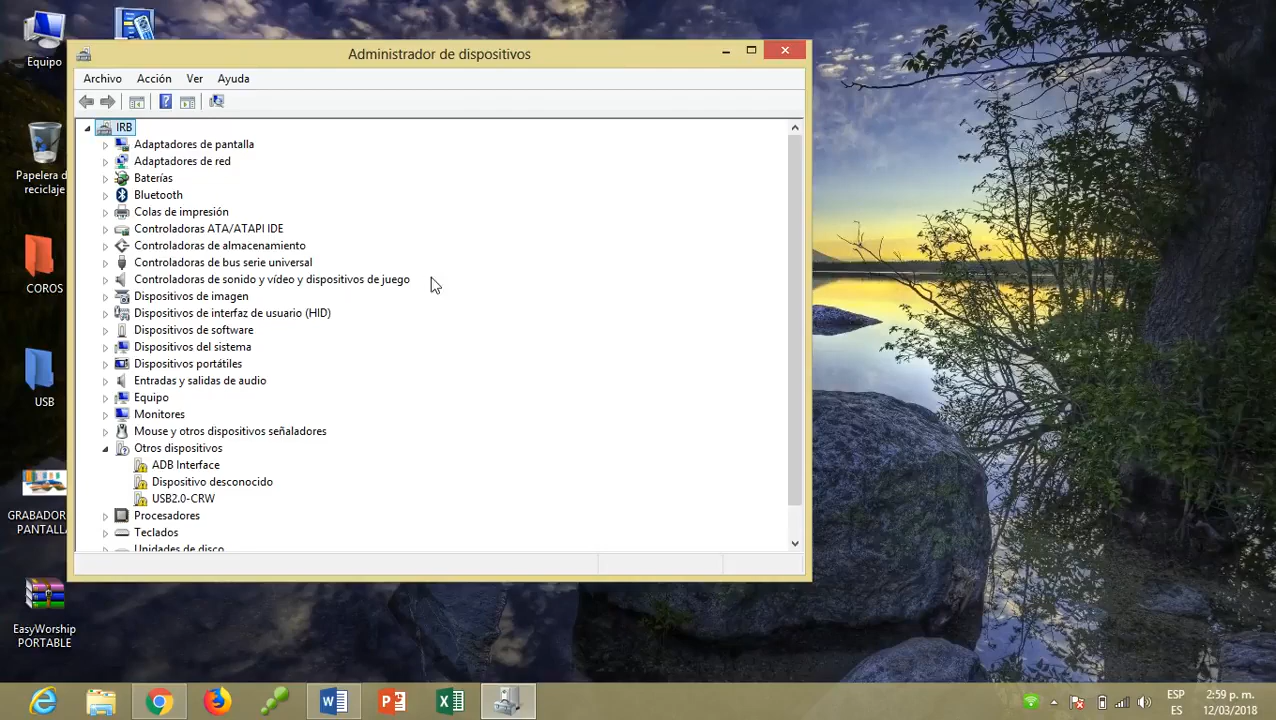 Equipo
Papelera d
reciclaje
COROS
USB
GRABADOR
PANTALLA
EasyWorship
PORTABLE
Administrador de dispositivos
Archivo Acción Ver Ayuda
IRB
Adaptadores de pantalla
Adaptadores de red
Baterías
Bluetooth
Colas de impresión
Controladoras ATA/ATAPI IDE
Controladoras de almacenamiento
Controladoras de bus serie universal
Controladoras de sonido y vídeo y dispositivos de juego
Dispositivos de imagen
Dispositivos de interfaz de usuario (HID)
Dispositivos de software
Dispositivos del sistema
Dispositivos portátiles
Entradas y salidas de audio
Equipo
Monitores
Mouse y otros dispositivos señaladores
Otros dispositivos
ADB Interface
Dispositivo desconocido
USB2.0-CRW
Procesadores
Teclados
Unidades de disco
ESP
ES
2:59 p. m.
12/03/2018